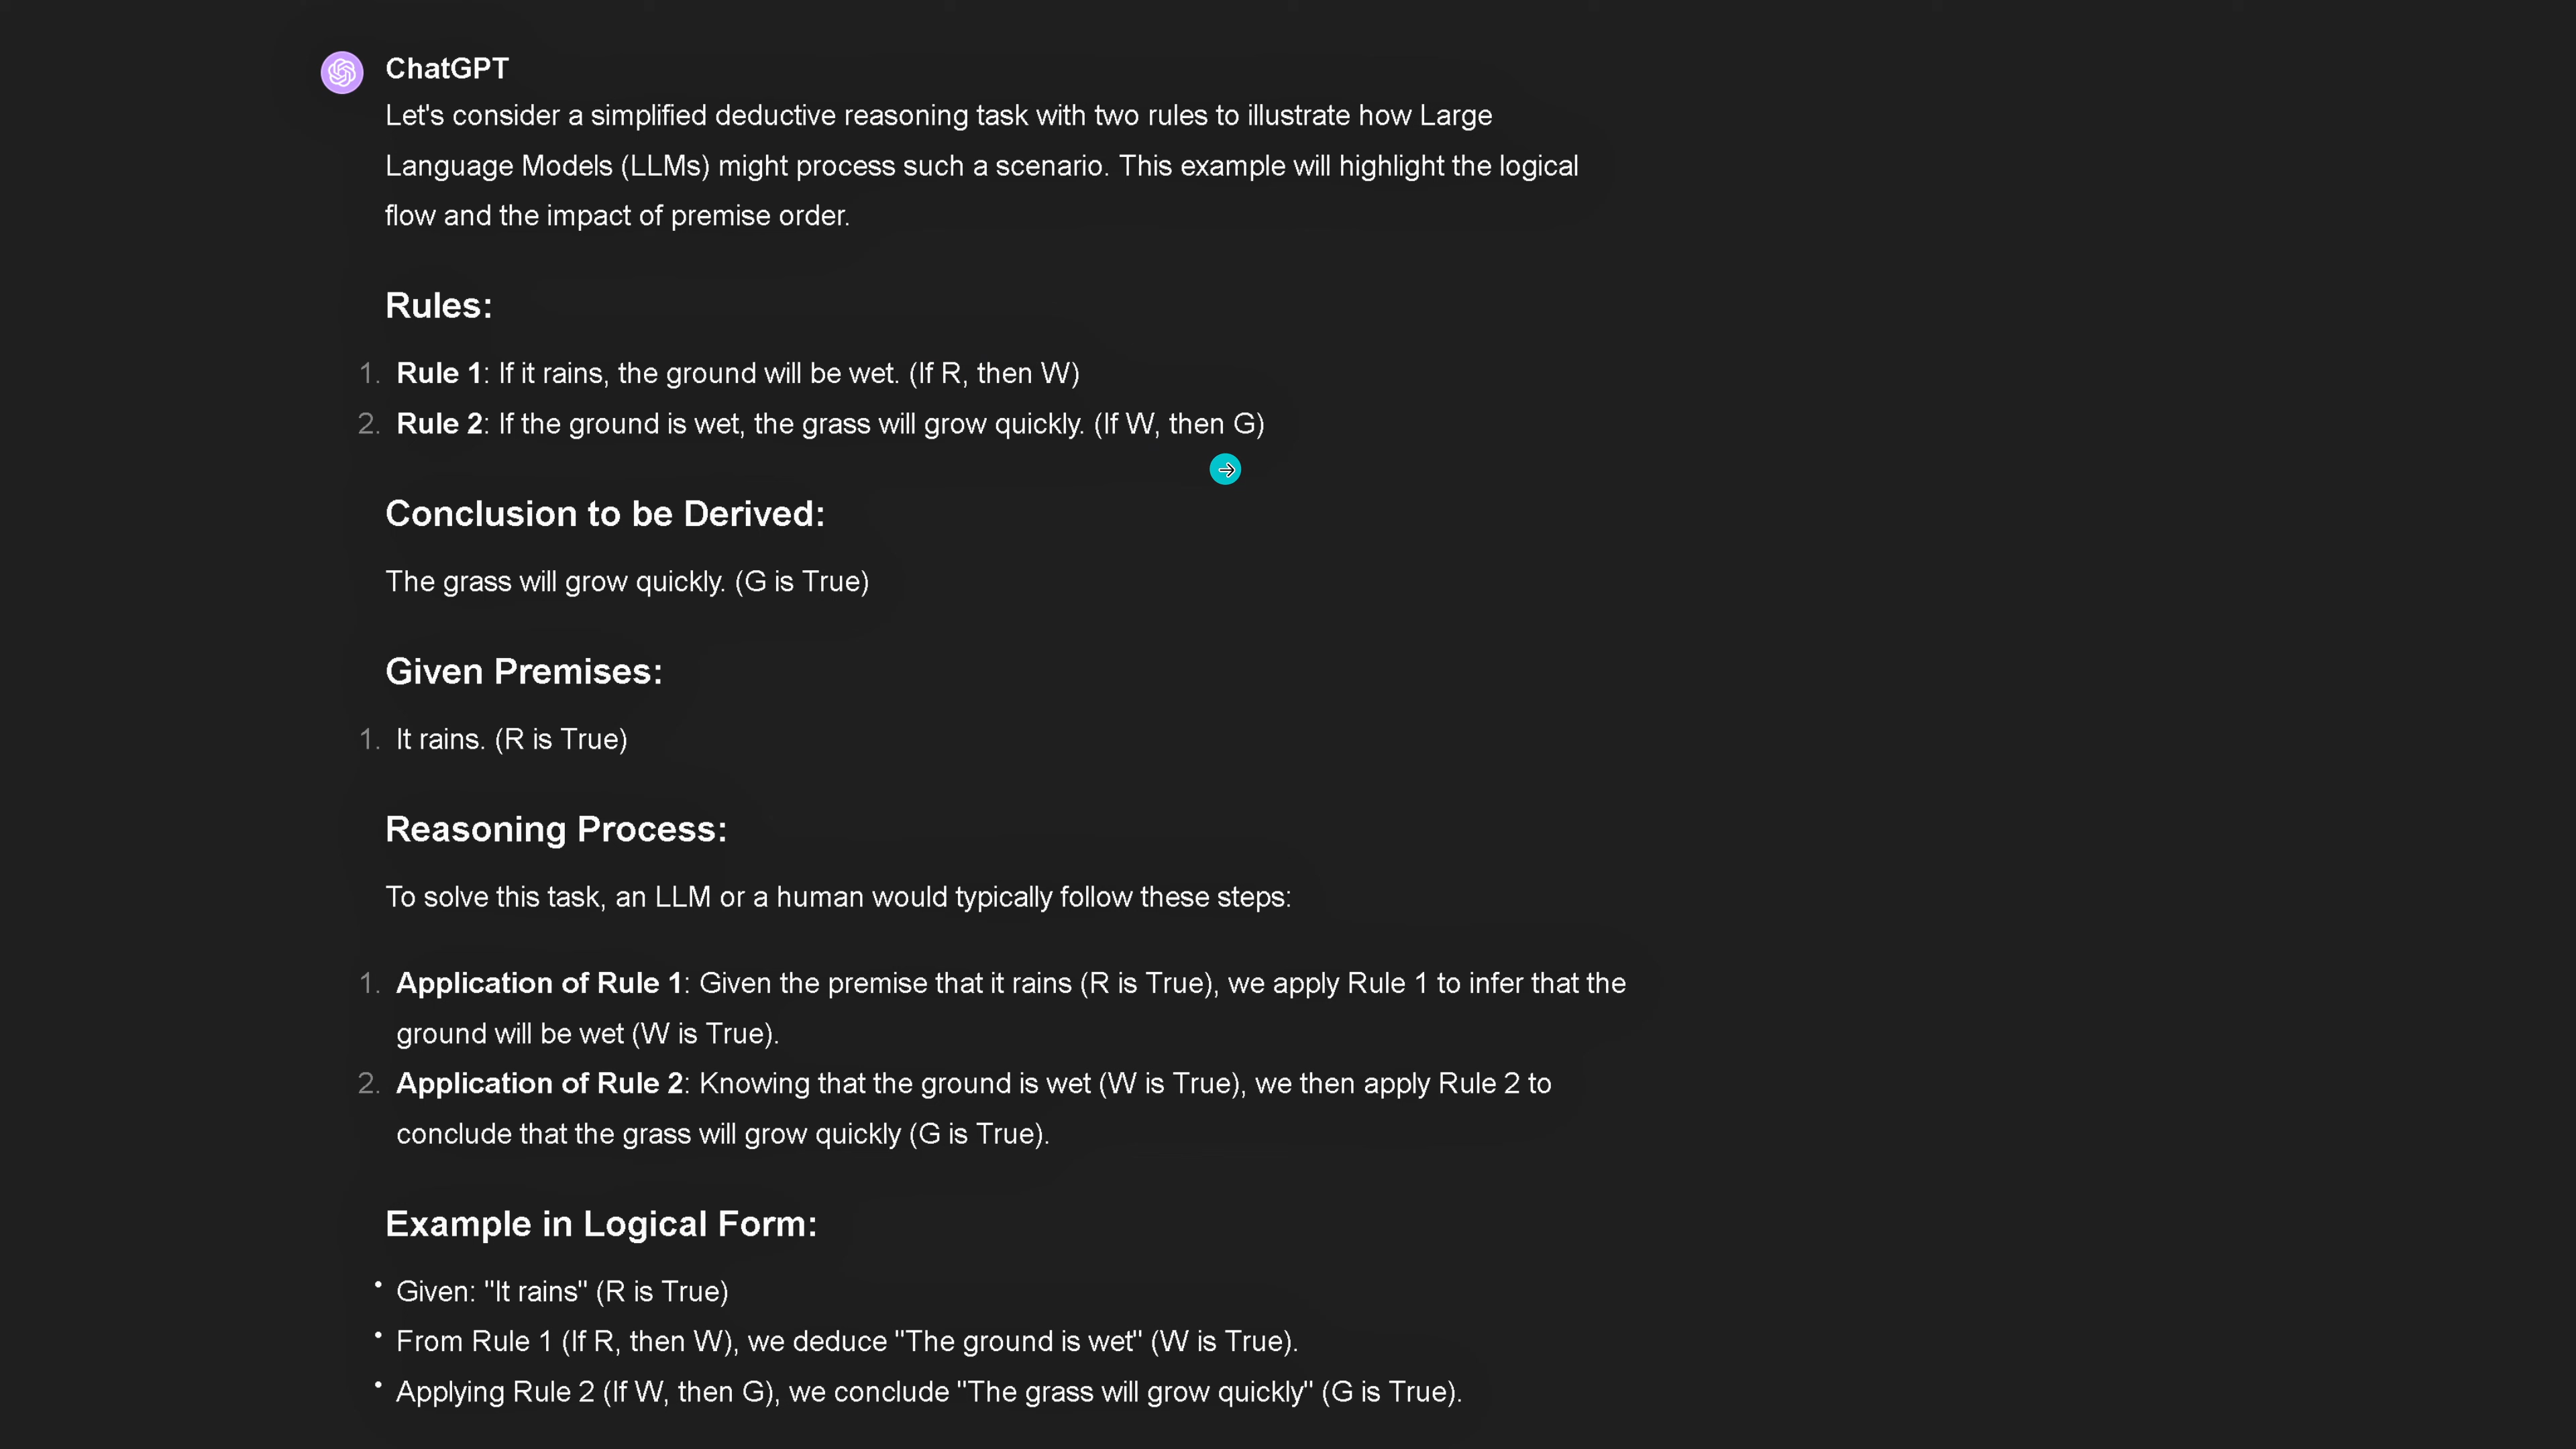 ChatGPT
Let's consider a simplified deductive reasoning task with two rules to illustrate how Large
Language Models (LLMs) might process such a scenario. This example will highlight the logical
flow and the impact of premise order.
Rules:
1. Rule 1: If it rains, the ground will be wet. (If R, then W)
2. Rule 2: If the ground is wet, the grass will grow quickly. (If W, then G)
Conclusion to be Derived:
The grass will grow quickly. (G is True)
Given Premises:
1. It rains. (R is True)
Reasoning Process:
To solve this task, an LLM or a human would typically follow these steps:
1. Application of Rule 1: Given the premise that it rains (R is True), we apply Rule 1 to infer that the
ground will be wet (W is True).
2. Application of Rule 2: Knowing that the ground is wet (W is True), we then apply Rule 2 to
conclude that the grass will grow quickly (G is True).
Example in Logical Form:
• Given: "It rains" (R is True)
• From Rule 1 (If R, then W), we deduce "The ground is wet" (W is True).
• Applying Rule 2 (If W, then G), we conclude "The grass will grow quickly" (G is True).